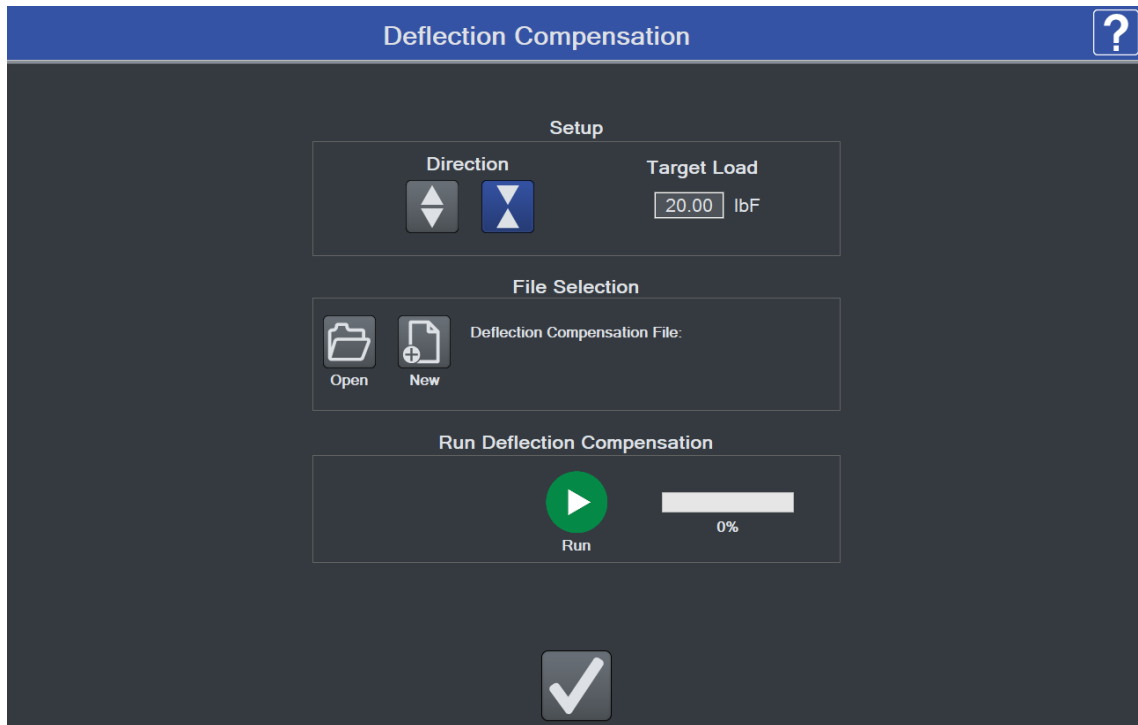 Deflection Compensation
?
Setup
Direction
Target Load
20.00 lbF
File Selection
Deflection Compensation File:
Open
New
Run Deflection Compensation
0%
Run